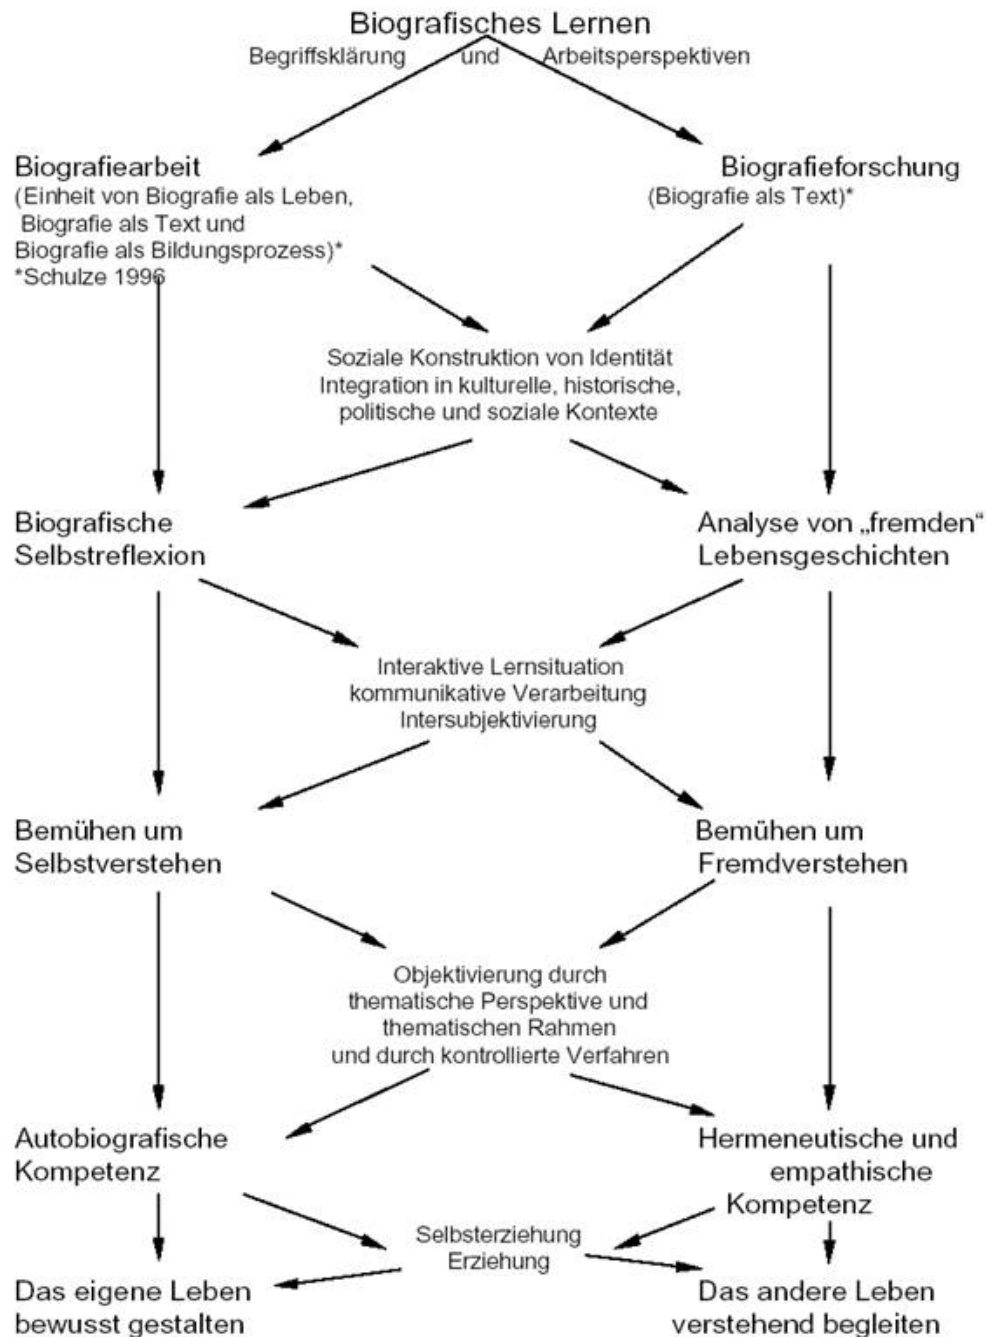 Biografisches Lernen
Begriffsklärung und Arbeitsperspektiven
Biografiearbeit
(Einheit von Biografie als Leben,
Biografie als Text und
Biografie als Bildungsprozess)*
*Schulze 1996
Biografieforschung
(Biografie als Text)*
Soziale Konstruktion von Identität
Integration in kulturelle, historische,
politische und soziale Kontexte
Biografische
Selbstreflexion
Analyse von „fremden“
Lebensgeschichten
Interaktive Lernsituation
kommunikative Verarbeitung
Intersubjektivierung
Bemühen um
Selbstverstehen
Bemühen um
Fremdverstehen
Objektivierung durch
thematische Perspektive und
thematischen Rahmen
und durch kontrollierte Verfahren
Autobiografische
Kompetenz
Hermeneutische und
empathische
Kompetenz
Selbsterziehung
Erziehung
Das eigene Leben
bewusst gestalten
Das andere Leben
verstehend begleiten